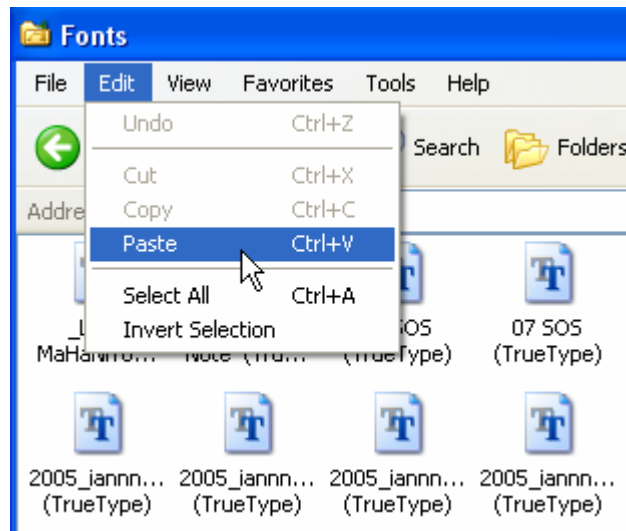 Fonts
File Edit View Favorites Tools Help
Undo Ctrl+Z
Search Folders
Cut Ctrl+X
Copy Ctrl+C
Paste Ctrl+V
Select All Ctrl+A
Invert Selection
SOS
07 SOS
(TrueType)
(TrueType)
2005_iannn... 2005_iannn... 2005_iannn... 2005_iannn...
(TrueType) (TrueType) (TrueType) (TrueType)